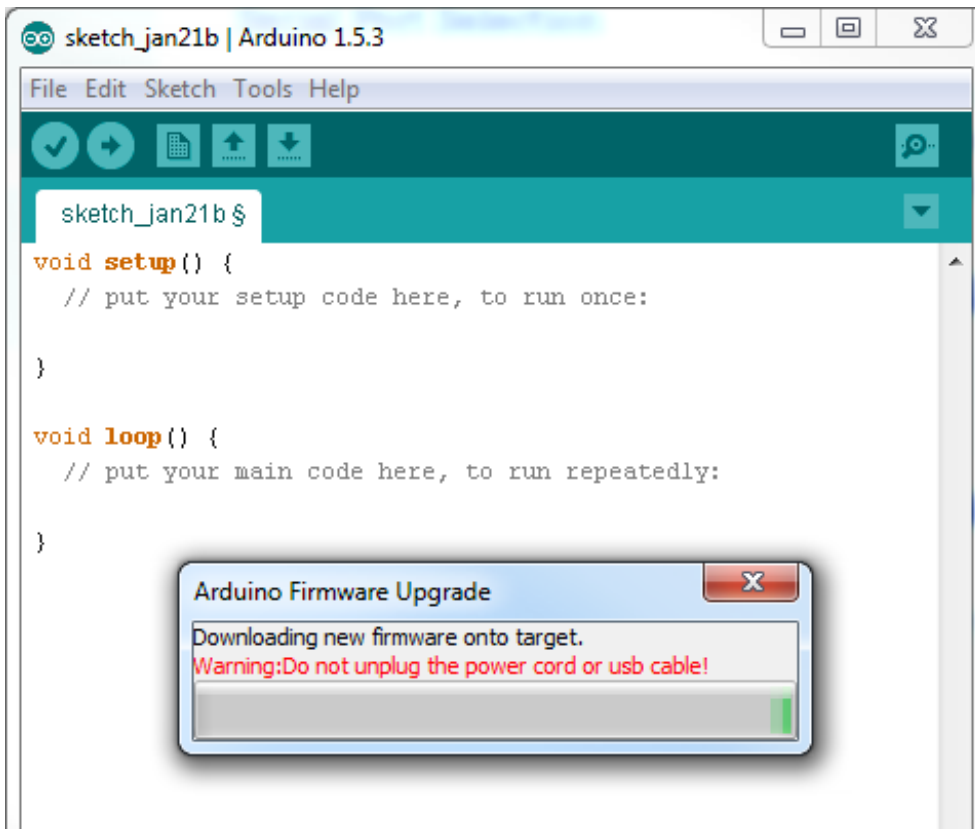 sketch_jan21b | Arduino 1.5.3
File Edit Sketch Tools Help
sketch_jan21b §
void setup() {
  // put your setup code here, to run once:
}
void loop() {
  // put your main code here, to run repeatedly:
}
Arduino Firmware Upgrade
Downloading new firmware onto target.
Warning:Do not unplug the power cord or usb cable!